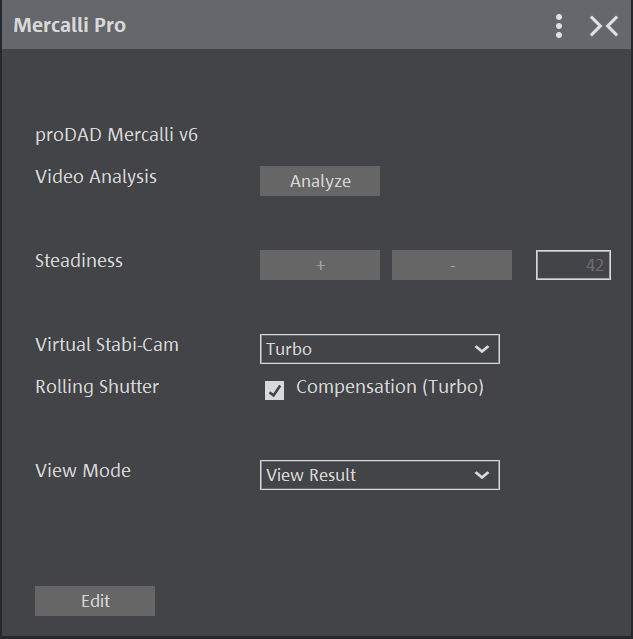 Mercalli Pro
proDAD Mercalli v6
Video Analysis Analyze
Steadiness + - 42
Virtual Stabi-Cam Turbo
Rolling Shutter Compensation (Turbo)
View Mode View Result
Edit